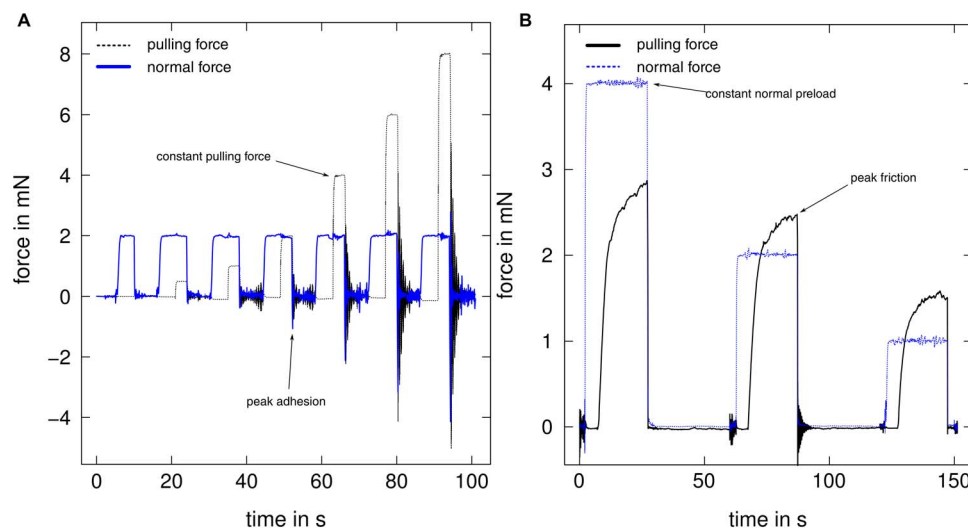 A
pulling force
normal force
8
6
4
2
0
−2
−4
constant pulling force
peak adhesion
force in mN
0
20
40
60
80
100
time in s
B
pulling force
normal force
4
3
2
1
0
constant normal preload
peak friction
force in mN
0
50
100
150
time in s